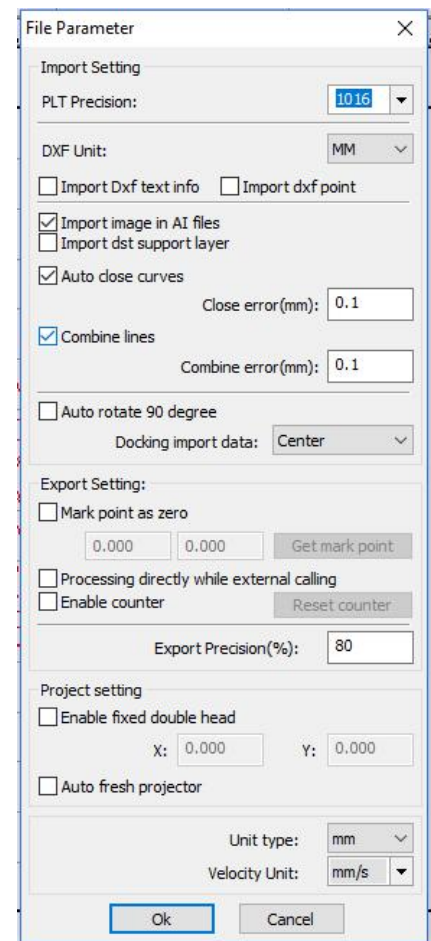 File Parameter
Import Setting
PLT Precision: 1016
DXF Unit: MM
Import Dxf text info Import dxf point
Import image in AI files
Import dst support layer
Auto close curves
Close error(mm): 0.1
Combine lines
Combine error(mm): 0.1
Auto rotate 90 degree
Docking import data: Center
Export Setting:
Mark point as zero
0.000 0.000 Get mark point
Processing directly while external calling
Enable counter Reset counter
Export Precision(%): 80
Project setting
Enable fixed double head
X: 0.000 Y: 0.000
Auto fresh projector
Unit type: mm
Velocity Unit: mm/s
Ok Cancel